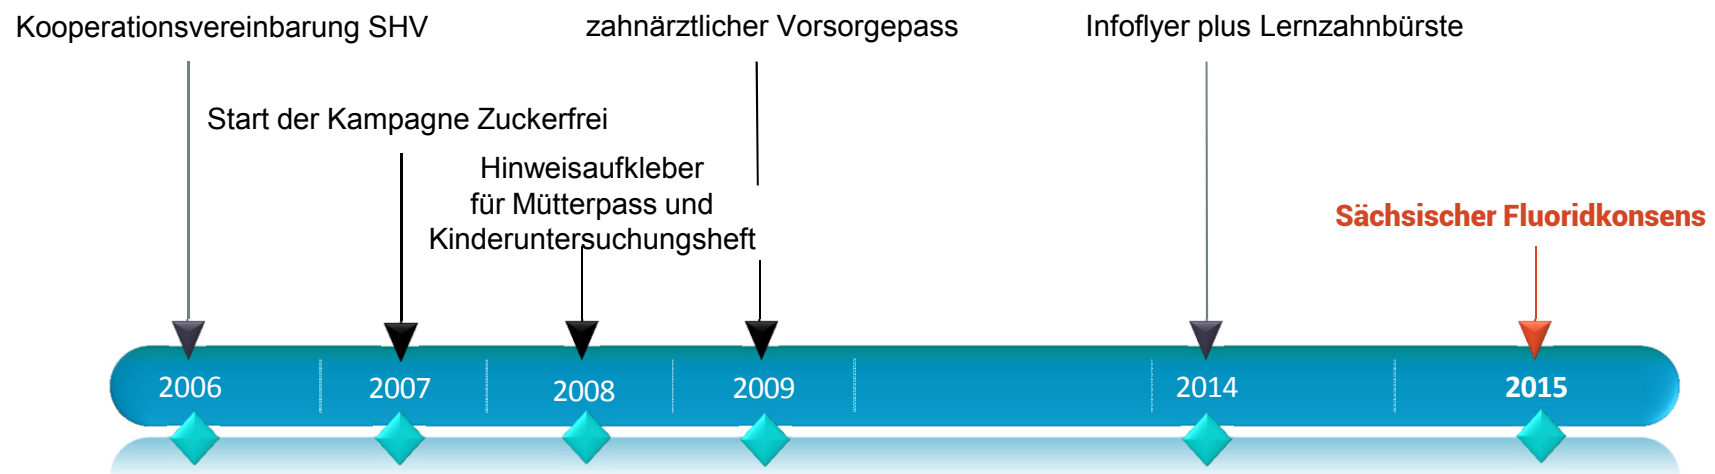 Kooperationsvereinbarung SHV
zahnärztlicher Vorsorgepass
Infoflyer plus Lernzahnbürste
Start der Kampagne Zuckerfrei
Hinweisaufkleber
für Mütterpass und
Kinderuntersuchungsheft
Sächsischer Fluoridkonsens
2006
2007
2008
2009
2014
2015